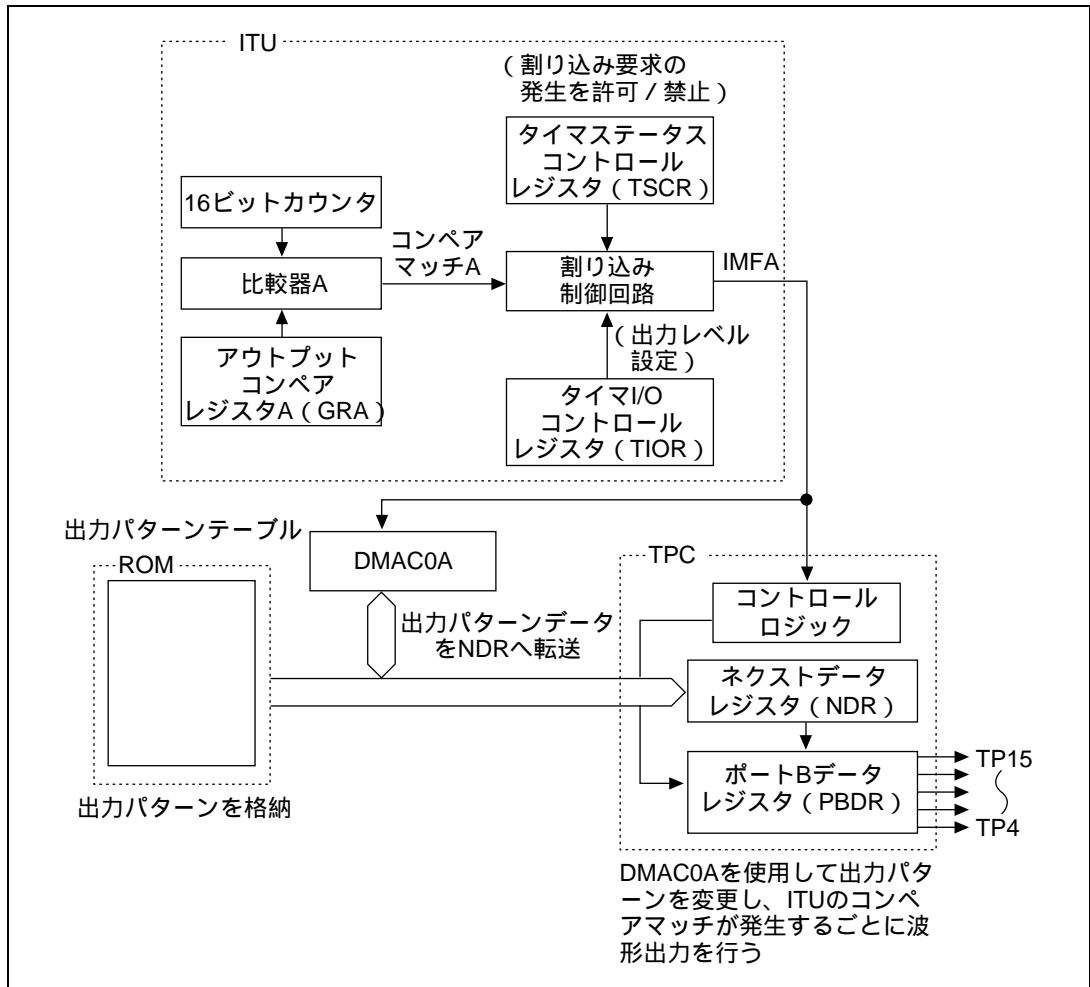 ITU
（割り込み要求の
発生を許可／禁止）
タイマステータス
コントロール
レジスタ（TSCR）
16ビットカウンタ
コンペア
マッチA
比較器A
割り込み
制御回路
IMFA
アウトプット
コンペア
レジスタA（GRA）
（出力レベル
設定）
タイマI/O
コントロール
レジスタ（TIOR）
出力パターンテーブル
ROM
DMAC0A
TPC
コントロール
ロジック
出力パターンデータ
をNDRへ転送
ネクストデータ
レジスタ（NDR）
ポートBデータ
レジスタ（PBDR）
TP15
TP4
出力パターンを格納
DMAC0Aを使用して出力パタ
ーンを変更し、ITUのコンペ
アマッチが発生するごとに波
形出力を行う